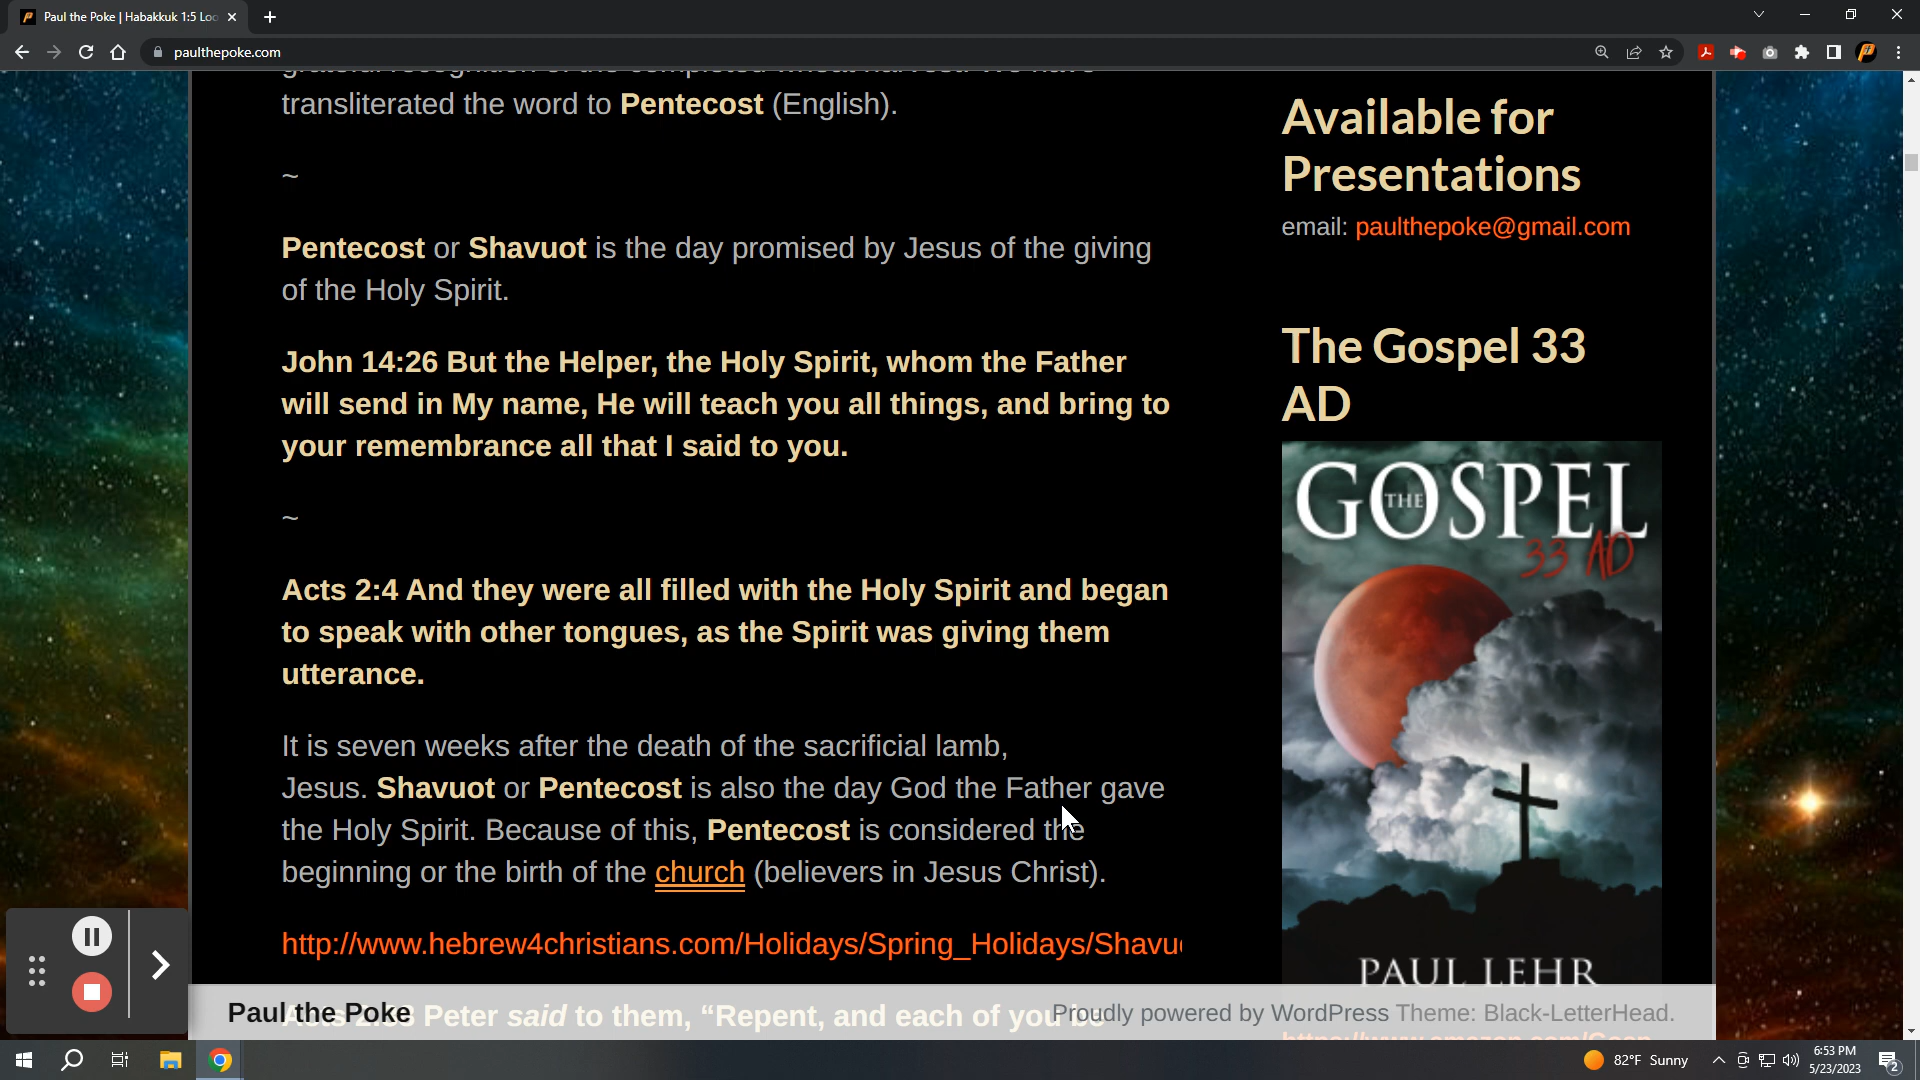 Paul the Poke | Habakkuk 1:5 Loo
paulthepoke.com
transliterated the word to Pentecost (English).
~
Pentecost or Shavuot is the day promised by Jesus of the giving
of the Holy Spirit.
John 14:26 But the Helper, the Holy Spirit, whom the Father
will send in My name, He will teach you all things, and bring to
your remembrance all that I said to you.
~
Acts 2:4 And they were all filled with the Holy Spirit and began
to speak with other tongues, as the Spirit was giving them
utterance.
It is seven weeks after the death of the sacrificial lamb,
Jesus. Shavuot or Pentecost is also the day God the Father gave
the Holy Spirit. Because of this, Pentecost is considered the
beginning or the birth of the church (believers in Jesus Christ).
http://www.hebrew4christians.com/Holidays/Spring_Holidays/Shavu
Acts 2:38 Peter said to them, “Repent, and each of you be
Available for
Presentations
email: paulthepoke@gmail.com
The Gospel 33
AD
THE GOSPEL
33 AD
PAUL LEHR
Paul the Poke
Proudly powered by WordPress Theme: Black-LetterHead.
82°F Sunny
6:53 PM
5/23/2023
2